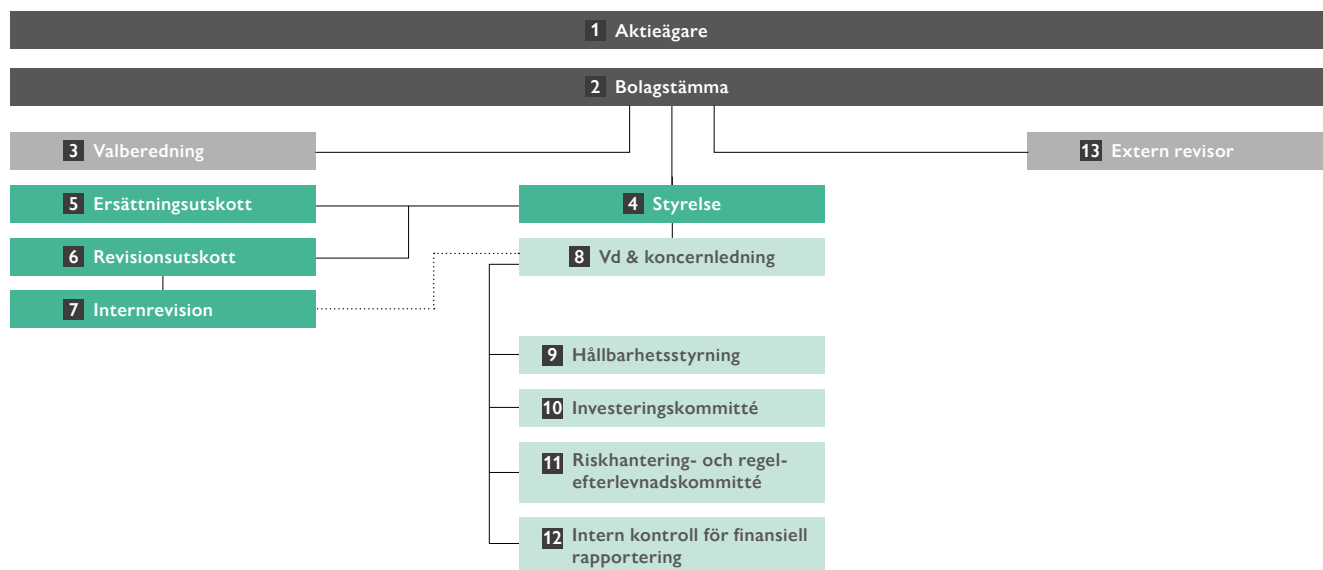 1 Aktieägare
2 Bolagstämma
3 Valberedning
13 Extern revisor
5 Ersättningsutskott
4 Styrelse
6 Revisionsutskott
8 Vd & koncernledning
7 Internrevision
9 Hållbarhetsstyrning
10 Investeringskommitté
11 Riskhantering- och regel-
efterlevnadskommitté
12 Intern kontroll för finansiell
rapportering